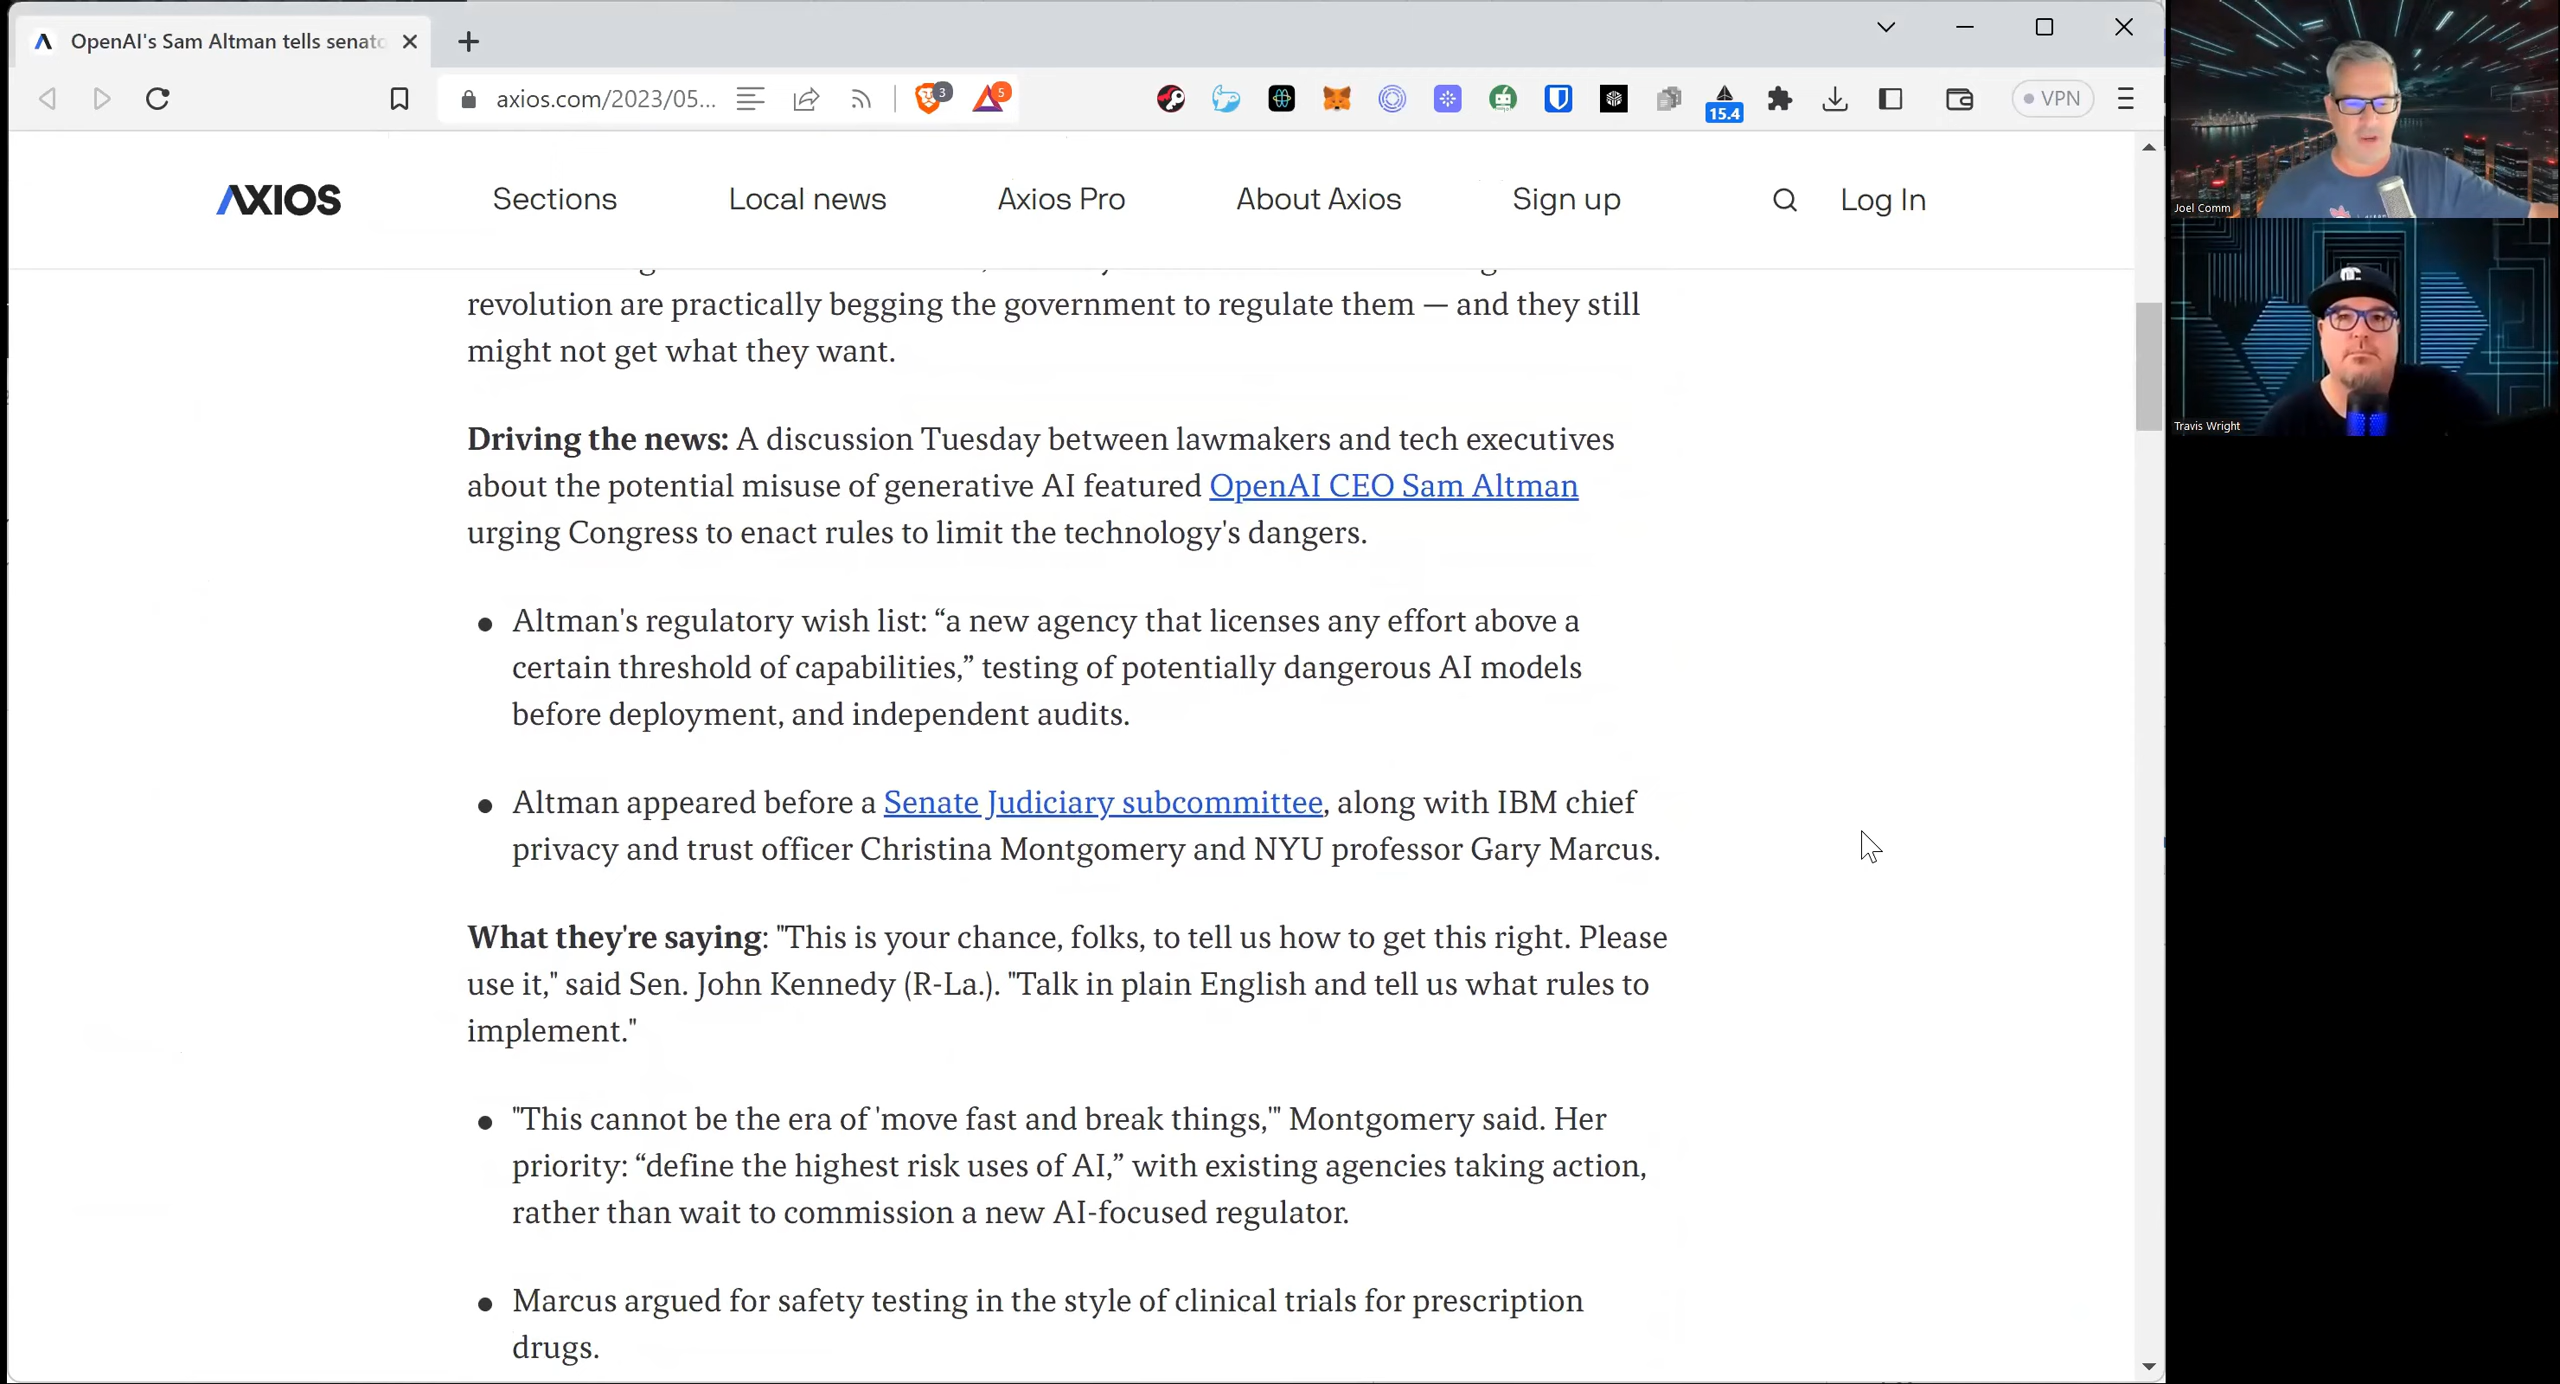 OpenAI's Sam Altman tells senato
axios.com/2023/05...
3
5
15.4
VPN
AXIOS
Sections
Local news
Axios Pro
About Axios
Sign up
Log In
revolution are practically begging the government to regulate them — and they still
might not get what they want.
Driving the news: A discussion Tuesday between lawmakers and tech executives
about the potential misuse of generative AI featured OpenAI CEO Sam Altman
urging Congress to enact rules to limit the technology's dangers.
● Altman's regulatory wish list: “a new agency that licenses any effort above a
certain threshold of capabilities,” testing of potentially dangerous AI models
before deployment, and independent audits.
● Altman appeared before a Senate Judiciary subcommittee, along with IBM chief
privacy and trust officer Christina Montgomery and NYU professor Gary Marcus.
What they're saying: "This is your chance, folks, to tell us how to get this right. Please
use it," said Sen. John Kennedy (R-La.). "Talk in plain English and tell us what rules to
implement."
● "This cannot be the era of 'move fast and break things,'" Montgomery said. Her
priority: “define the highest risk uses of AI,” with existing agencies taking action,
rather than wait to commission a new AI-focused regulator.
● Marcus argued for safety testing in the style of clinical trials for prescription
drugs.
Joel Comm
Travis Wright